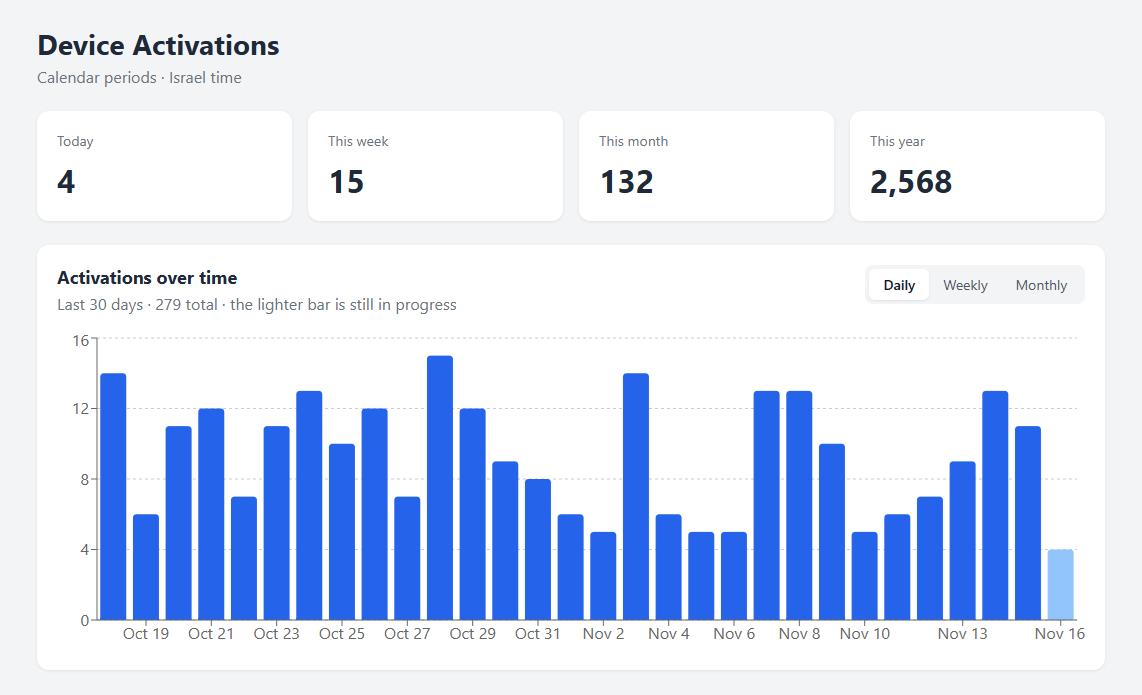 Device Activations
Calendar periods · Israel time
Today
This week
This month
This year
4
15
132
2,568
Activations over time
Last 30 days · 279 total · the lighter bar is still in progress
Daily
Weekly
Monthly
16
12
8
4
0
Oct 19
Oct 21
Oct 23
Oct 25
Oct 27
Oct 29
Oct 31
Nov 2
Nov 4
Nov 6
Nov 8
Nov 10
Nov 13
Nov 16